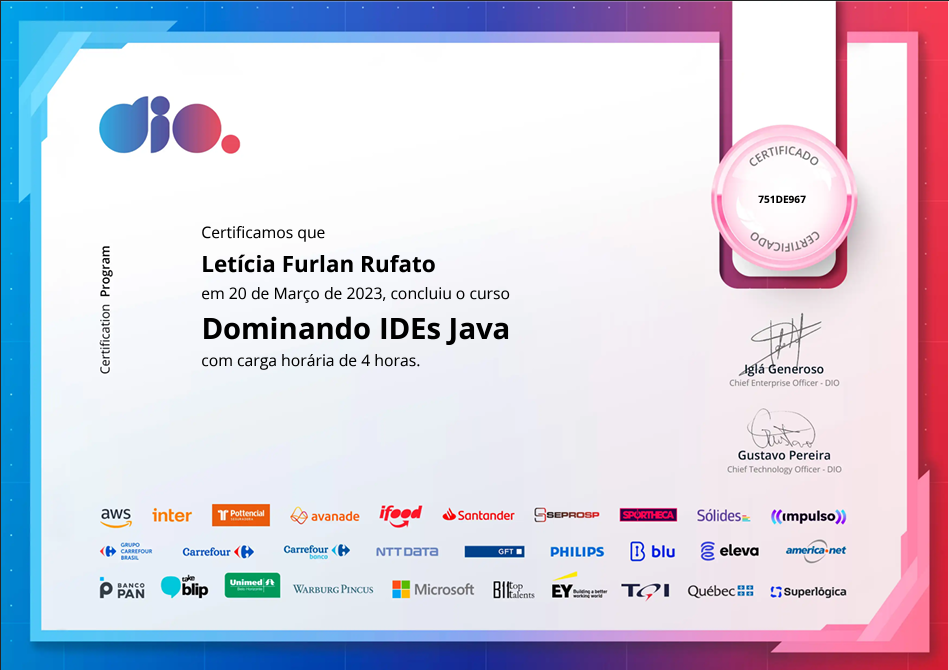 dio.
CERTIFICADO
751DE967
CERTIFICADO
Certification Program
Certificamos que
Letícia Furlan Rufato
em 20 de Março de 2023, concluiu o curso
Dominando IDEs Java
com carga horária de 4 horas.
Iglá Generoso
Chief Enterprise Officer - DIO
Gustavo Pereira
Chief Technology Officer - DIO
aws inter Pottencial avanade ifood Santander SEPROSP SPORTHECA Sólides impulso
GRUPO CARREFOUR BRASIL Carrefour Carrefour banco NTT DATA GFT PHILIPS blu eleva america·net
BANCO PAN take blip Unimed WARBURG PINCUS Microsoft top talents EY Building a better working world Québec Superlógica